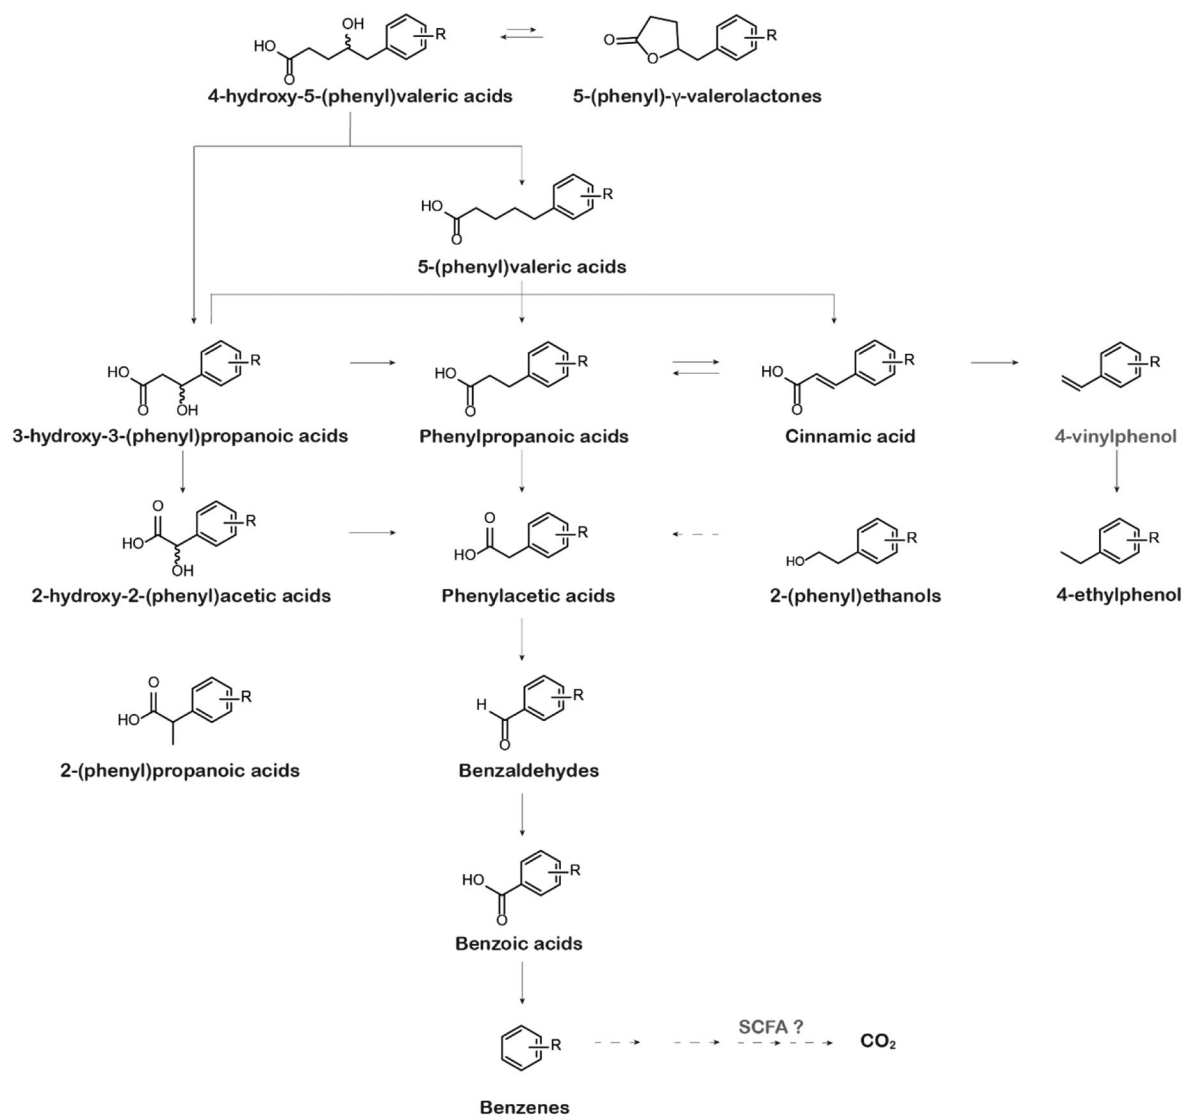 OH
R
HO
O
4-hydroxy-5-(phenyl)valeric acids
O
O
R
5-(phenyl)-γ-valerolactones
HO
O
R
5-(phenyl)valeric acids
HO
O
OH
R
3-hydroxy-3-(phenyl)propanoic acids
HO
O
R
Phenylpropanoic acids
HO
O
R
Cinnamic acid
R
4-vinylphenol
O
HO
OH
R
2-hydroxy-2-(phenyl)acetic acids
O
HO
R
Phenylacetic acids
HO
R
2-(phenyl)ethanols
R
4-ethylphenol
O
HO
R
2-(phenyl)propanoic acids
H
O
R
Benzaldehydes
HO
O
R
Benzoic acids
R
Benzenes
SCFA ?
CO₂